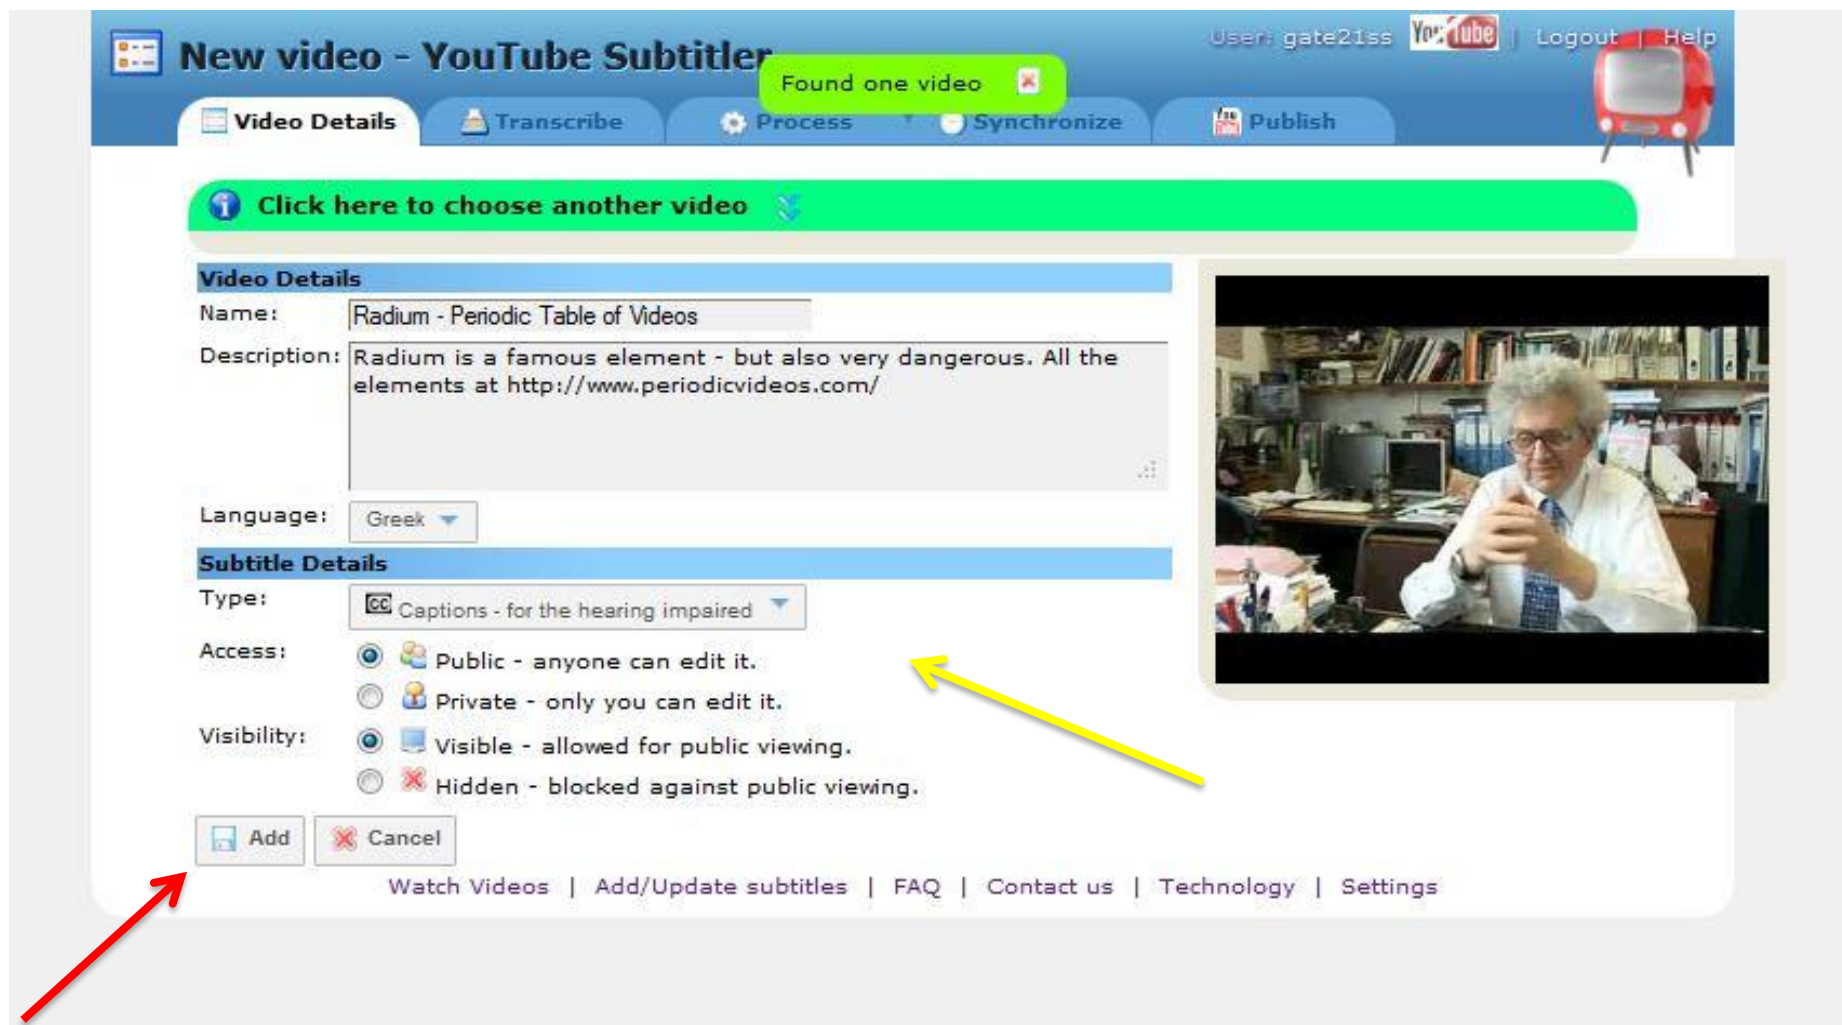 New video - YouTube Subtitler
User: gate21ss YouTube | Logout | Help
Found one video
Video Details Transcribe Process Synchronize Publish
Click here to choose another video
Video Details
Name: Radium - Periodic Table of Videos
Description: Radium is a famous element - but also very dangerous. All the
elements at http://www.periodicvideos.com/
Language: Greek
Subtitle Details
Type: CC Captions - for the hearing impaired
Access: Public - anyone can edit it.
Private - only you can edit it.
Visibility: Visible - allowed for public viewing.
Hidden - blocked against public viewing.
Add Cancel
Watch Videos | Add/Update subtitles | FAQ | Contact us | Technology | Settings